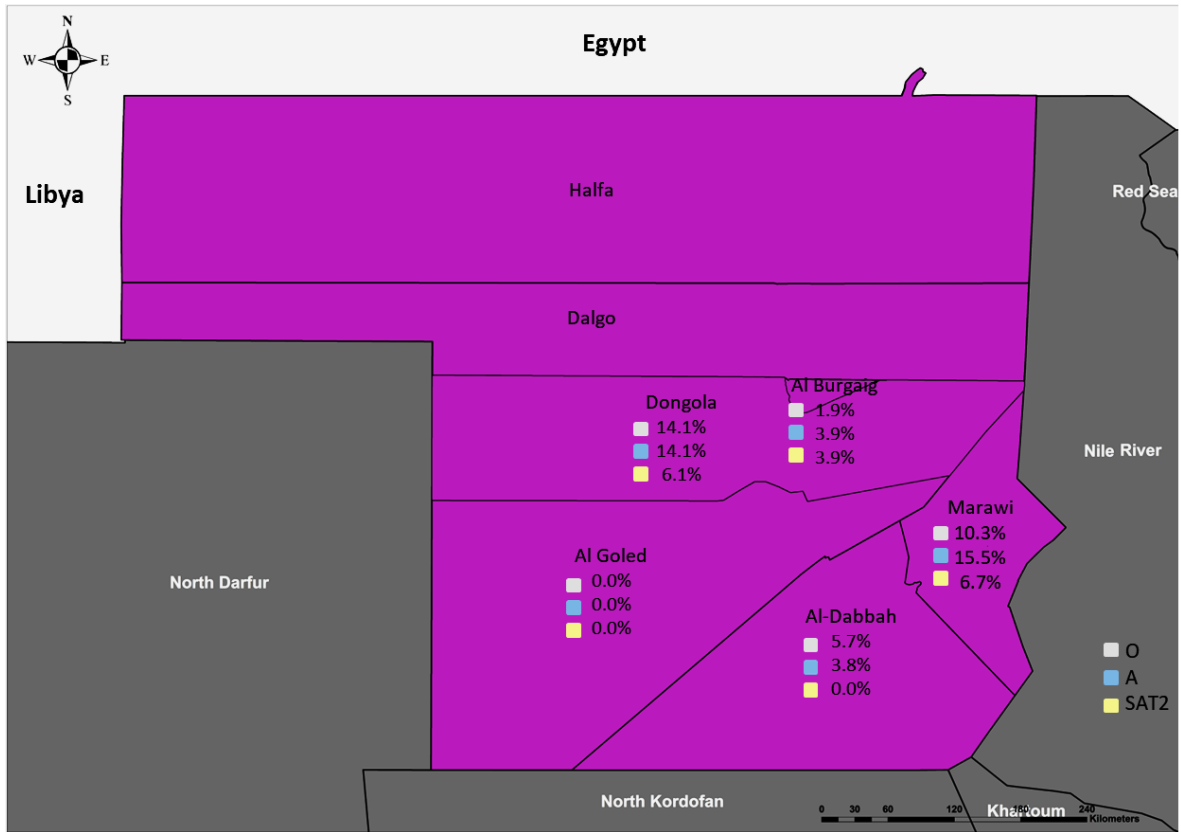 N
W E
S
Egypt
Libya
Halfa
Red Sea
Dalgo
Al Burgaig
1.9%
3.9%
3.9%
Dongola
14.1%
14.1%
6.1%
Nile River
Marawi
10.3%
15.5%
6.7%
Al Goled
0.0%
0.0%
0.0%
North Darfur
Al-Dabbah
5.7%
3.8%
0.0%
O
A
SAT2
North Kordofan
Khartoum
0 30 60 120 180 240
Kilometers